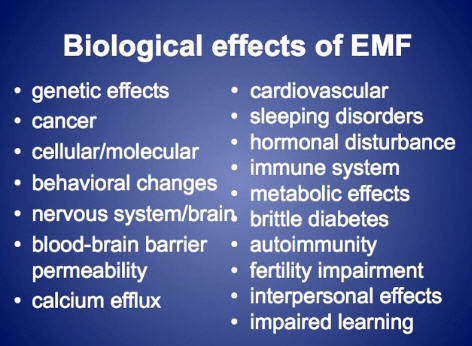 Biological effects of EMF
• genetic effects
• cancer
• cellular/molecular
• behavioral changes
• nervous system/brain
• blood-brain barrier
permeability
• calcium efflux
• cardiovascular
• sleeping disorders
• hormonal disturbance
• immune system
• metabolic effects
• brittle diabetes
• autoimmunity
• fertility impairment
• interpersonal effects
• impaired learning